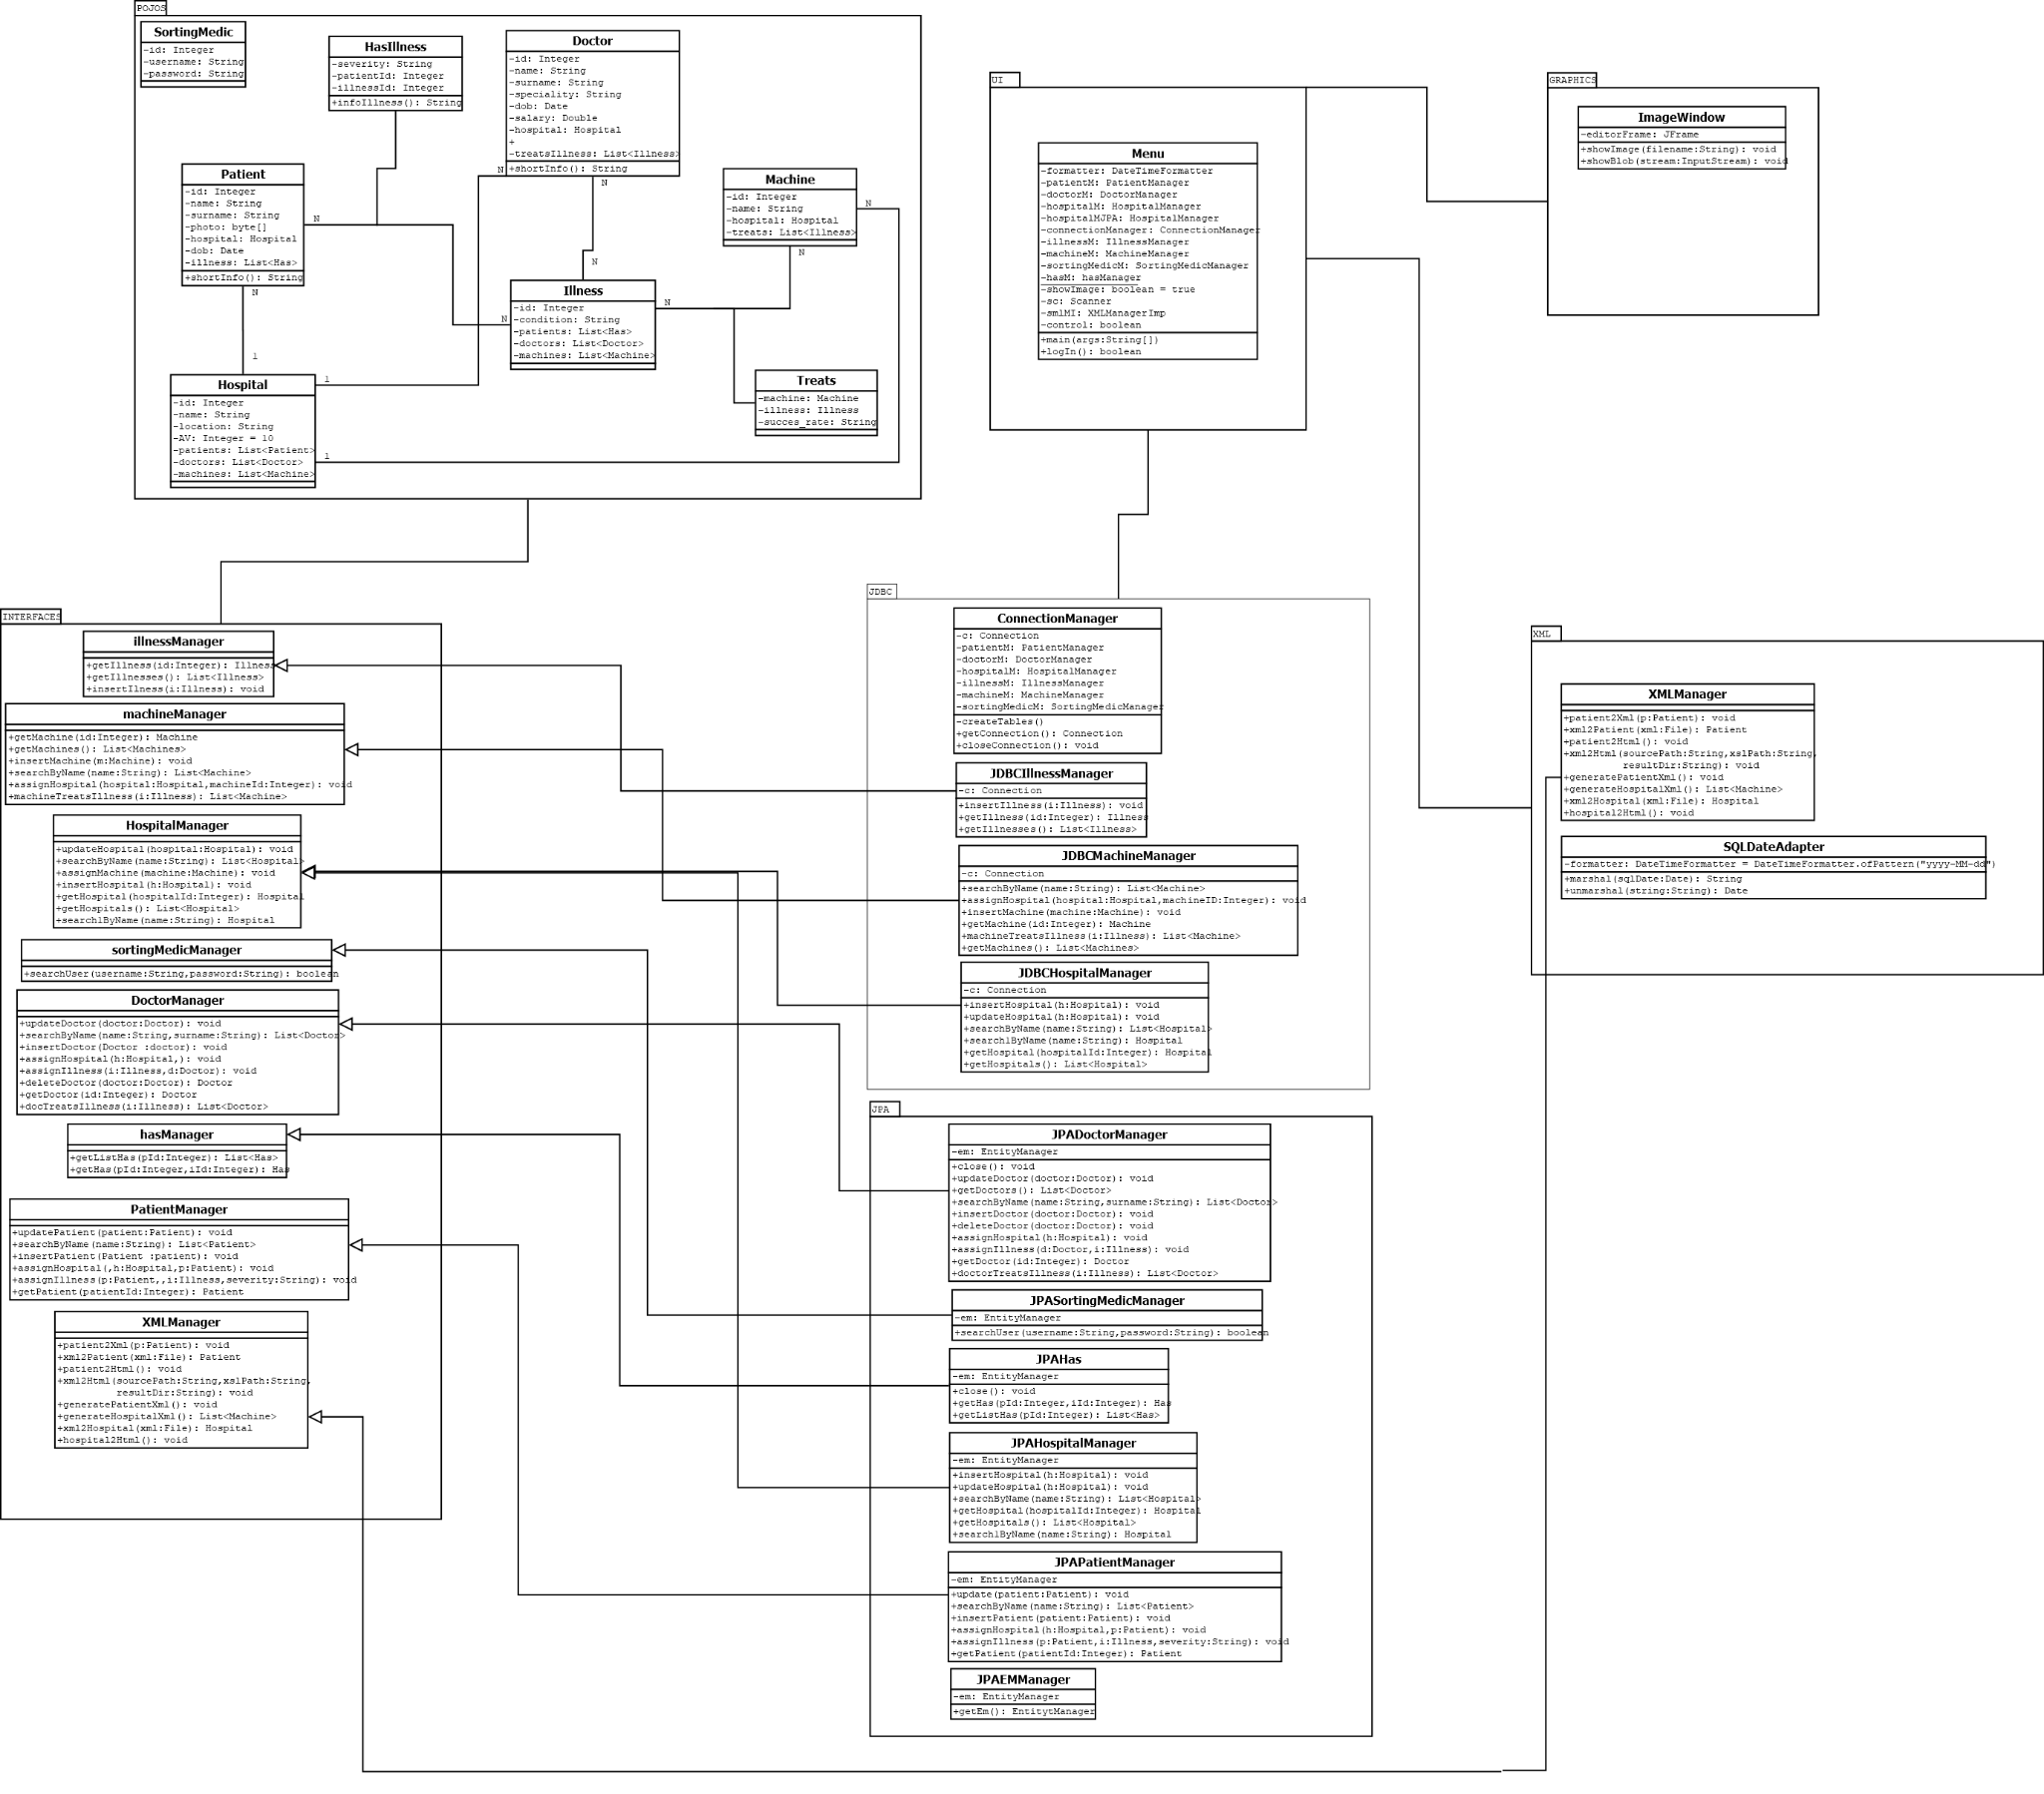 POJOS
SortingMedic
-id: Integer
-username: String
-password: String
HasIllness
-severity: String
-patientId: Integer
-illnessId: Integer
+infoIllness(): String
Doctor
-id: Integer
-name: String
-surname: String
-speciality: String
-dob: Date
-salary: Double
-hospital: Hospital
+
-treatsIllness: List<Illness>
+shortInfo(): String
N
N
Patient
-id: Integer
-name: String
-surname: String
-photo: byte[]
-hospital: Hospital
-dob: Date
-illness: List<Has>
+shortInfo(): String
N
N
Machine
-id: Integer
-name: String
-hospital: Hospital
-treats: List<Illness>
N
N
Illness
-id: Integer
-condition: String
-patients: List<Has>
-doctors: List<Doctor>
-machines: List<Machine>
N
N
N
Treats
-machine: Machine
-illness: Illness
-succes_rate: String
Hospital
-id: Integer
-name: String
-location: String
-AV: Integer = 10
-patients: List<Patient>
-doctors: List<Doctor>
-machines: List<Machine>
1
1
1
UI
Menu
-formatter: DateTimeFormatter
-patientM: PatientManager
-doctorM: DoctorManager
-hospitalM: HospitalManager
-hospitalMJPA: HospitalManager
-connectionManager: ConnectionManager
-illnessM: IllnessManager
-machineM: MachineManager
-sortingMedicM: SortingMedicManager
-hasM: hasManager
-showImage: boolean = true
-sc: Scanner
-smlMI: XMLManagerImp
-control: boolean
+main(args:String[])
+logIn(): boolean
GRAPHICS
ImageWindow
-editorFrame: JFrame
+showImage(filename:String): void
+showBlob(stream:InputStream): void
INTERFACES
illnessManager
+getIllness(id:Integer): Illness
+getIllnesses(): List<Illness>
+insertIlness(i:Illness): void
machineManager
+getMachine(id:Integer): Machine
+getMachines(): List<Machines>
+insertMachine(m:Machine): void
+searchByName(name:String): List<Machine>
+assignHospital(hospital:Hospital,machineId:Integer): void
+machineTreatsIllness(i:Illness): List<Machine>
HospitalManager
+updateHospital(hospital:Hospital): void
+searchByName(name:String): List<Hospital>
+assignMachine(machine:Machine): void
+insertHospital(h:Hospital): void
+getHospital(hospitalId:Integer): Hospital
+getHospitals(): List<Hospital>
+search1ByName(name:String): Hospital
sortingMedicManager
+searchUser(username:String,password:String): boolean
DoctorManager
+updateDoctor(doctor:Doctor): void
+searchByName(name:String,surname:String): List<Doctor>
+insertDoctor(Doctor :doctor): void
+assignHospital(h:Hospital,): void
+assignIllness(i:Illness,d:Doctor): void
+deleteDoctor(doctor:Doctor): Doctor
+getDoctor(id:Integer): Doctor
+docTreatsIllness(i:Illness): List<Doctor>
hasManager
+getListHas(pId:Integer): List<Has>
+getHas(pId:Integer,iId:Integer): Has
PatientManager
+updatePatient(patient:Patient): void
+searchByName(name:String): List<Patient>
+insertPatient(Patient :patient): void
+assignHospital(,h:Hospital,p:Patient): void
+assignIllness(p:Patient,,i:Illness,severity:String): void
+getPatient(patientId:Integer): Patient
XMLManager
+patient2Xml(p:Patient): void
+xml2Patient(xml:File): Patient
+patient2Html(): void
+xml2Html(sourcePath:String,xslPath:String,
resultDir:String): void
+generatePatientXml(): void
+generateHospitalXml(): List<Machine>
+xml2Hospital(xml:File): Hospital
+hospital2Html(): void
JDBC
ConnectionManager
-c: Connection
-patientM: PatientManager
-doctorM: DoctorManager
-hospitalM: HospitalManager
-illnessM: IllnessManager
-machineM: MachineManager
-sortingMedicM: SortingMedicManager
-createTables()
+getConnection(): Connection
+closeConnection(): void
JDBCIllnessManager
-c: Connection
+insertIllness(i:Illness): void
+getIllness(id:Integer): Illness
+getIllnesses(): List<Illness>
JDBCMachineManager
-c: Connection
+searchByName(name:String): List<Machine>
+assignHospital(hospital:Hospital,machineID:Integer): void
+insertMachine(machine:Machine): void
+getMachine(id:Integer): Machine
+machineTreatsIllness(i:Illness): List<Machine>
+getMachines(): List<Machines>
JDBCHospitalManager
-c: Connection
+insertHospital(h:Hospital): void
+updateHospital(h:Hospital): void
+searchByName(name:String): List<Hospital>
+search1ByName(name:String): Hospital
+getHospital(hospitalId:Integer): Hospital
+getHospitals(): List<Hospital>
JPA
JPADoctorManager
-em: EntityManager
+close(): void
+updateDoctor(doctor:Doctor): void
+getDoctors(): List<Doctor>
+searchByName(name:String,surname:String): List<Doctor>
+insertDoctor(doctor:Doctor): void
+deleteDoctor(doctor:Doctor): void
+assignHospital(h:Hospital): void
+assignIllness(d:Doctor,i:Illness): void
+getDoctor(id:Integer): Doctor
+doctorTreatsIllness(i:Illness): List<Doctor>
JPASortingMedicManager
-em: EntityManager
+searchUser(username:String,password:String): boolean
JPAHas
-em: EntityManager
+close(): void
+getHas(pId:Integer,iId:Integer): Has
+getListHas(pId:Integer): List<Has>
JPAHospitalManager
-em: EntityManager
+insertHospital(h:Hospital): void
+updateHospital(h:Hospital): void
+searchByName(name:String): List<Hospital>
+getHospital(hospitalId:Integer): Hospital
+getHospitals(): List<Hospital>
+search1ByName(name:String): Hospital
JPAPatientManager
-em: EntityManager
+update(patient:Patient): void
+searchByName(name:String): List<Patient>
+insertPatient(patient:Patient): void
+assignHospital(h:Hospital,p:Patient): void
+assignIllness(p:Patient,i:Illness,severity:String): void
+getPatient(patientId:Integer): Patient
JPAEMManager
-em: EntityManager
+getEm(): EntitytManager
XML
XMLManager
+patient2Xml(p:Patient): void
+xml2Patient(xml:File): Patient
+patient2Html(): void
+xml2Html(sourcePath:String,xslPath:String,
resultDir:String): void
+generatePatientXml(): void
+generateHospitalXml(): List<Machine>
+xml2Hospital(xml:File): Hospital
+hospital2Html(): void
SQLDateAdapter
-formatter: DateTimeFormatter = DateTimeFormatter.ofPattern("yyyy-MM-dd")
+marshal(sqlDate:Date): String
+unmarshal(string:String): Date